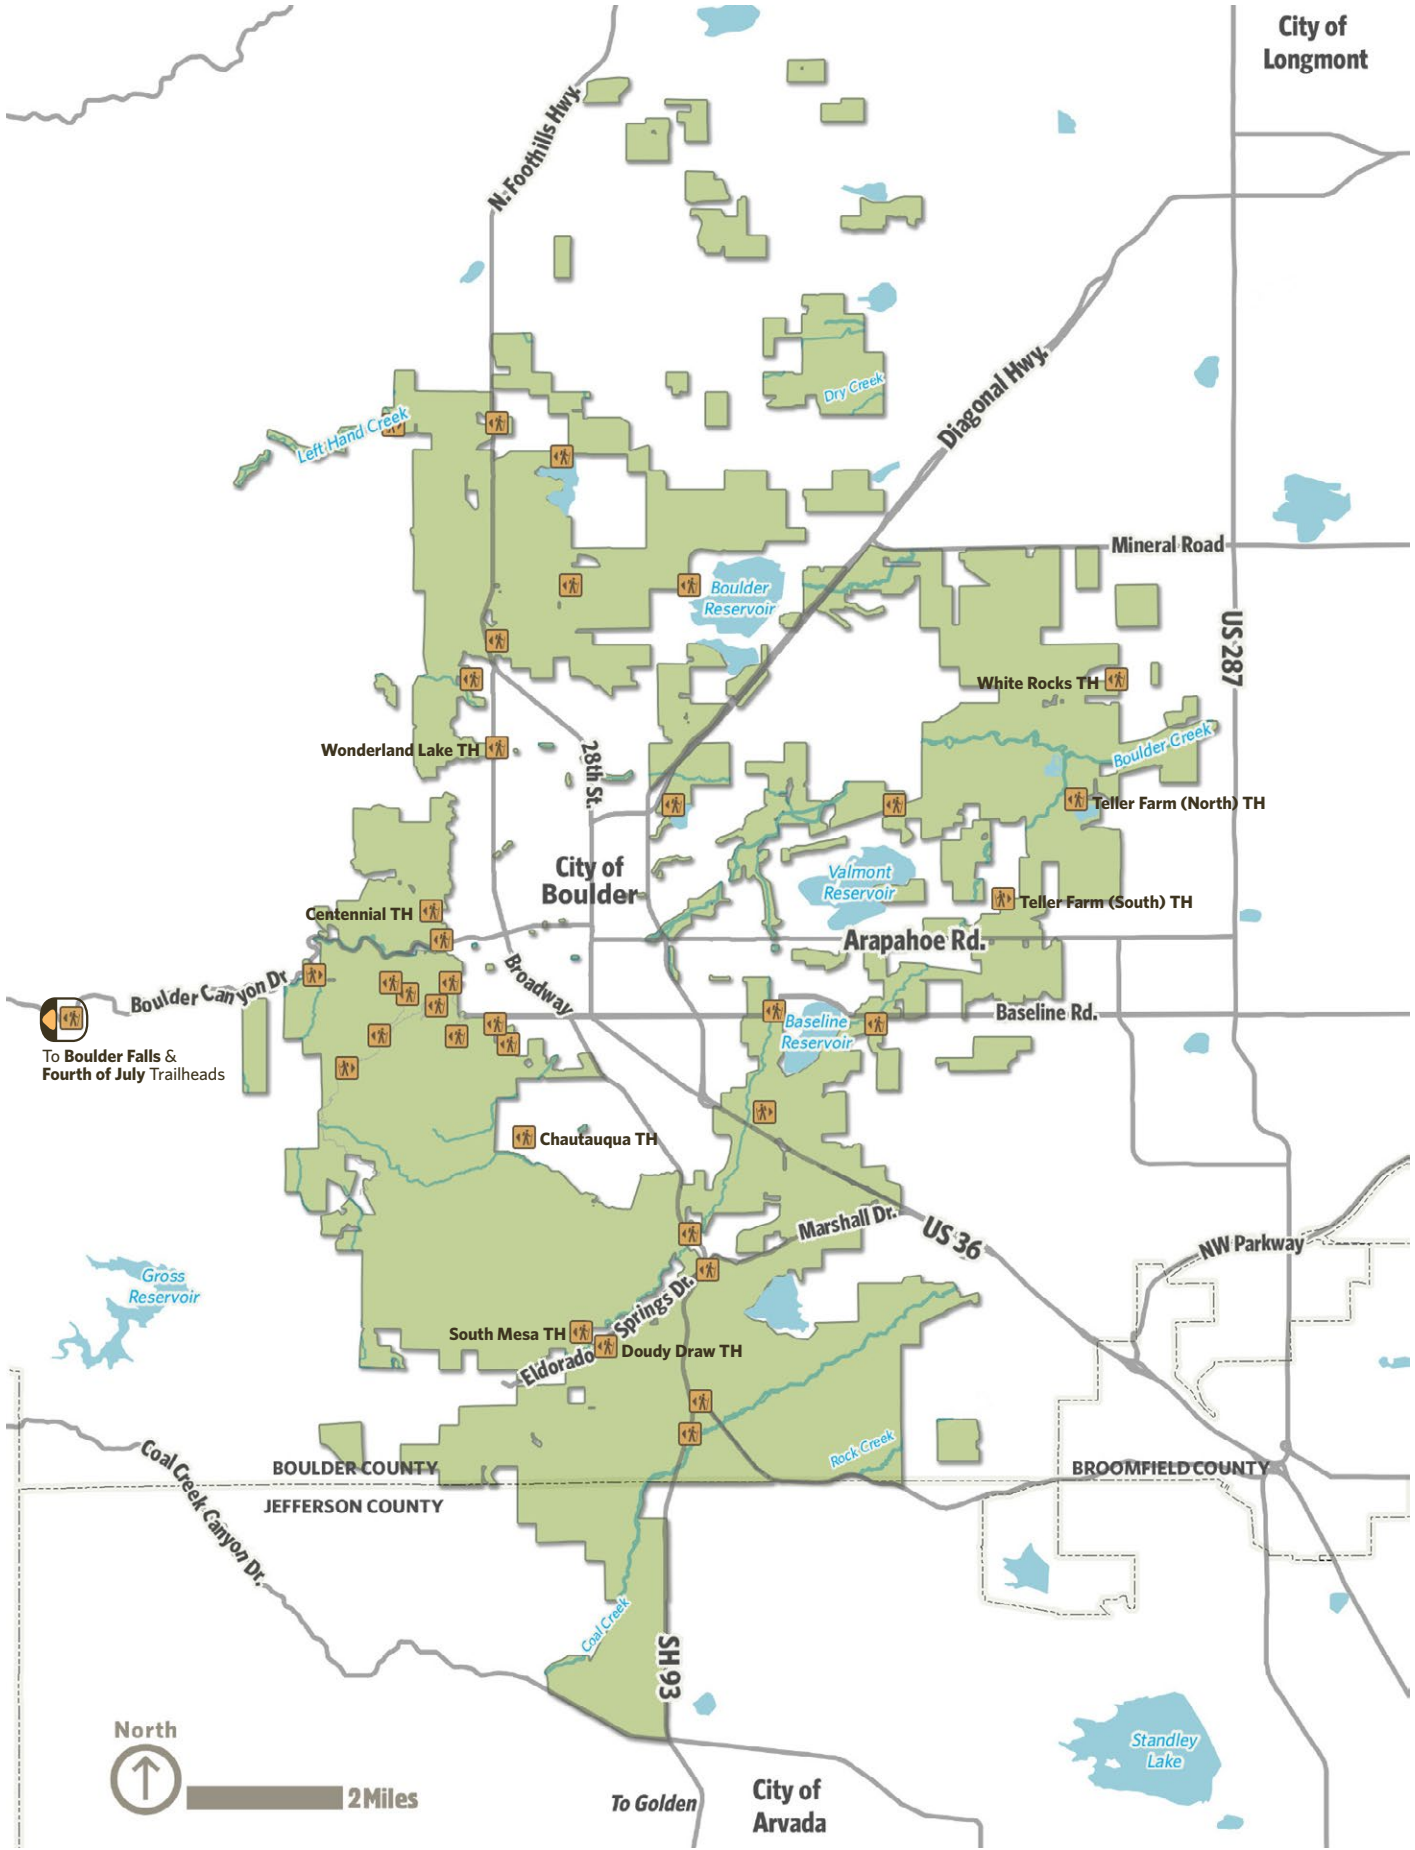 City of
Longmont
N. Foothills Hwy.
Diagonal Hwy.
Dry Creek
Left Hand Creek
Mineral Road
Boulder
Reservoir
US 287
White Rocks TH
Boulder Creek
Wonderland Lake TH
28th St.
Teller Farm (North) TH
City of
Boulder
Valmont
Reservoir
Teller Farm (South) TH
Centennial TH
Arapahoe Rd.
Boulder Canyon Dr.
Broadway
Baseline Rd.
Baseline
Reservoir
To Boulder Falls &
Fourth of July Trailheads
Chautauqua TH
Marshall Dr.
US 36
NW Parkway
Gross
Reservoir
South Mesa TH
Eldorado Springs Dr.
Doudy Draw TH
Rock Creek
Coal Creek Canyon Dr.
BOULDER COUNTY
BROOMFIELD COUNTY
JEFFERSON COUNTY
Coal Creek
SH 93
North
2Miles
Standley
Lake
To Golden
City of
Arvada